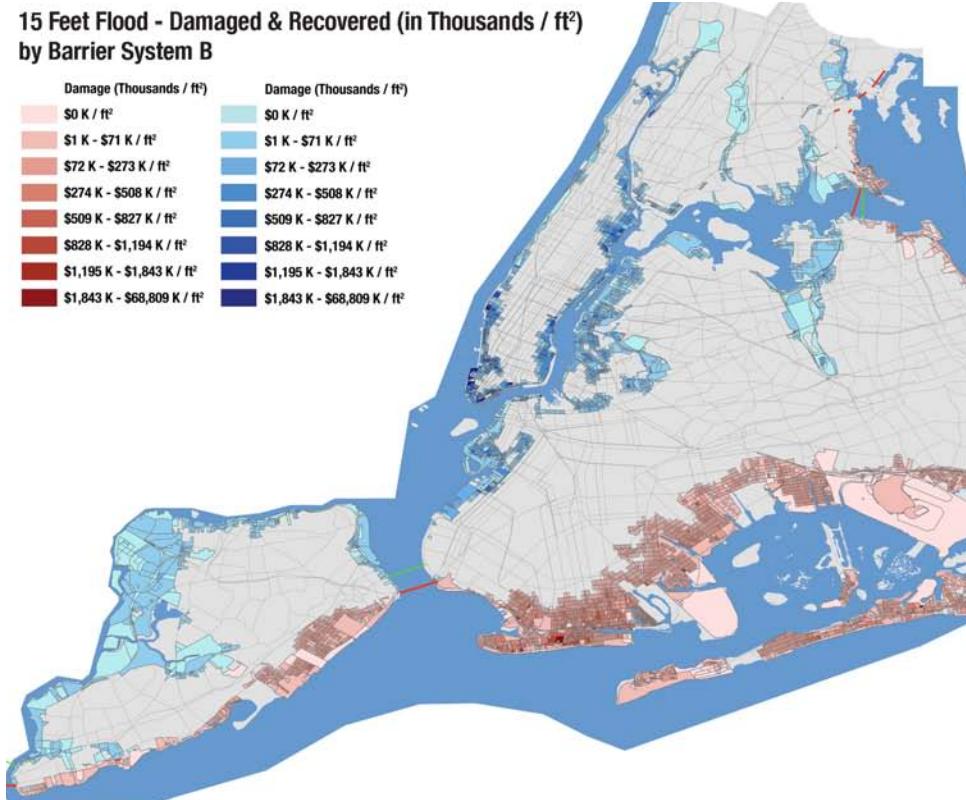 15 Feet Flood - Damaged & Recovered (in Thousands / ft²)
by Barrier System B
Damage (Thousands / ft²)
$0 K / ft²
$1 K - $71 K / ft²
$72 K - $273 K / ft²
$274 K - $508 K / ft²
$509 K - $827 K / ft²
$828 K - $1,194 K / ft²
$1,195 K - $1,843 K / ft²
$1,843 K - $68,809 K / ft²
Damage (Thousands / ft²)
$0 K / ft²
$1 K - $71 K / ft²
$72 K - $273 K / ft²
$274 K - $508 K / ft²
$509 K - $827 K / ft²
$828 K - $1,194 K / ft²
$1,195 K - $1,843 K / ft²
$1,843 K - $68,809 K / ft²